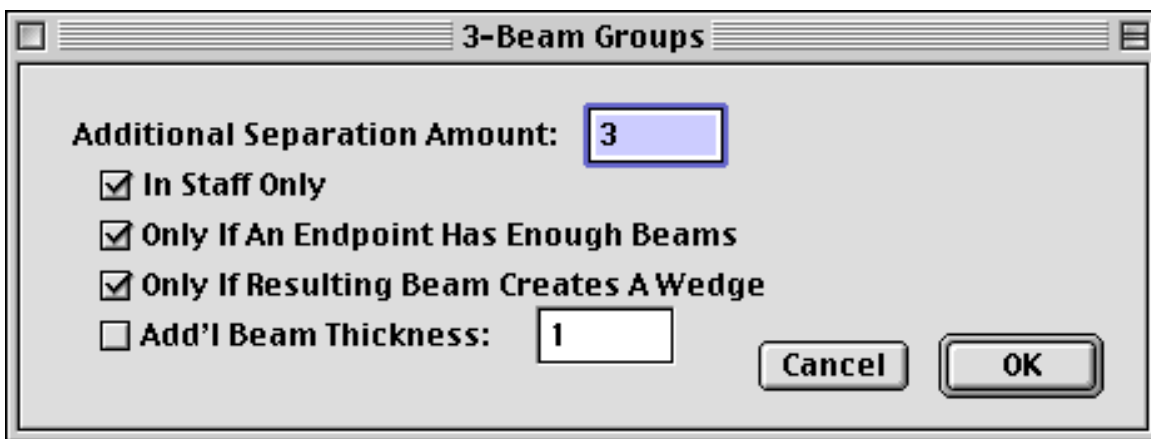 3-Beam Groups
Additional Separation Amount: 3
In Staff Only
Only If An Endpoint Has Enough Beams
Only If Resulting Beam Creates A Wedge
Add'l Beam Thickness: 1
Cancel OK